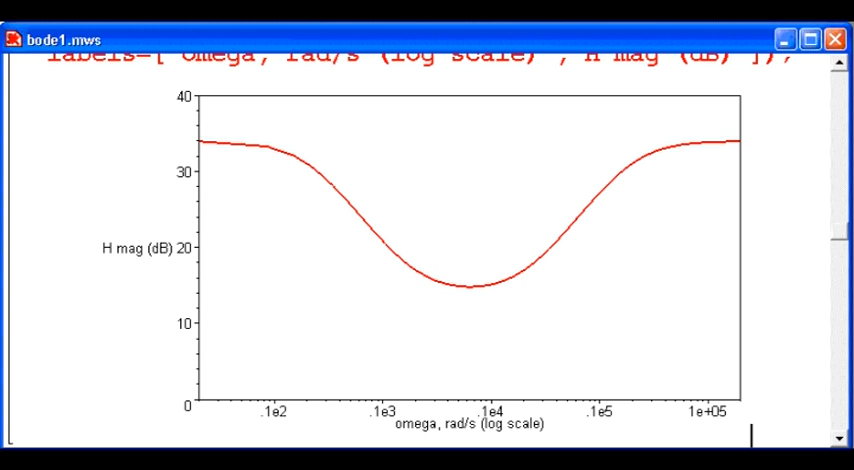 bode1.mws
labels=["omega, rad/s (log scale)", "H mag (dB)"]);
40
30
H mag (dB) 20
10
0
.1e2 .1e3 .1e4 .1e5 1e+05
omega, rad/s (log scale)